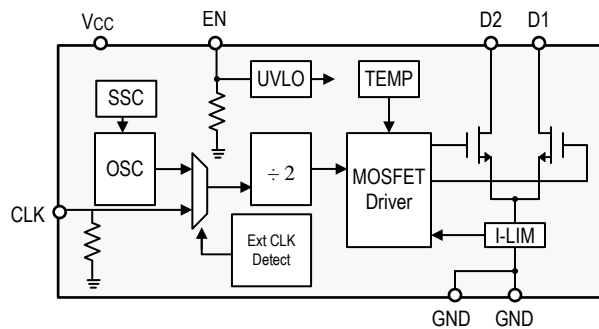 VCC
EN
D2
D1
SSC
UVLO
TEMP
OSC
÷ 2
MOSFET
Driver
CLK
Ext CLK
Detect
I-LIM
GND
GND